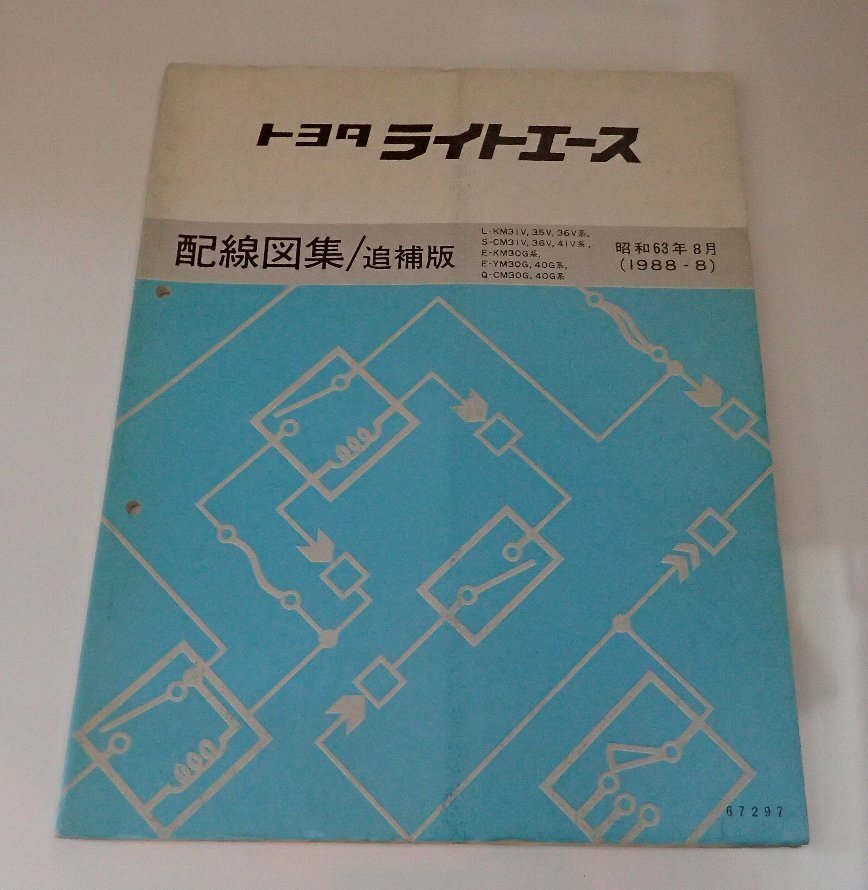 トヨタ ライトエース
配線図集/追補版
L-KM31V, 35V, 36V系,
S-CM31V, 36V, 41V系,
E-KM30G系,
E-YM30G, 40G系,
Q-CM30G, 40G系
昭和63年8月
(1988-8)
67297